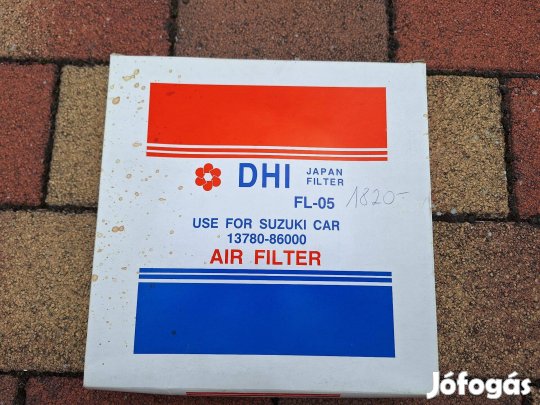 DHI JAPAN FILTER
FL-05 1820-
USE FOR SUZUKI CAR
13780-86000
AIR FILTER
Jófogás